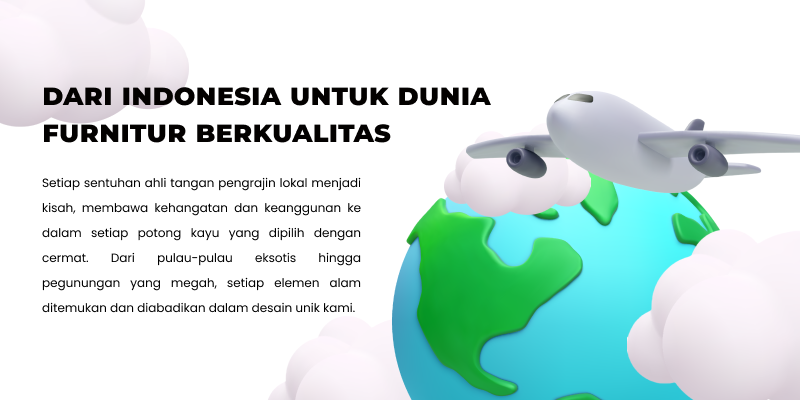 DARI INDONESIA UNTUK DUNIA
FURNITUR BERKUALITAS
Setiap sentuhan ahli tangan pengrajin lokal menjadi
kisah, membawa kehangatan dan keanggunan ke
dalam setiap potong kayu yang dipilih dengan
cermat. Dari pulau-pulau eksotis hingga
pegunungan yang megah, setiap elemen alam
ditemukan dan diabadikan dalam desain unik kami.